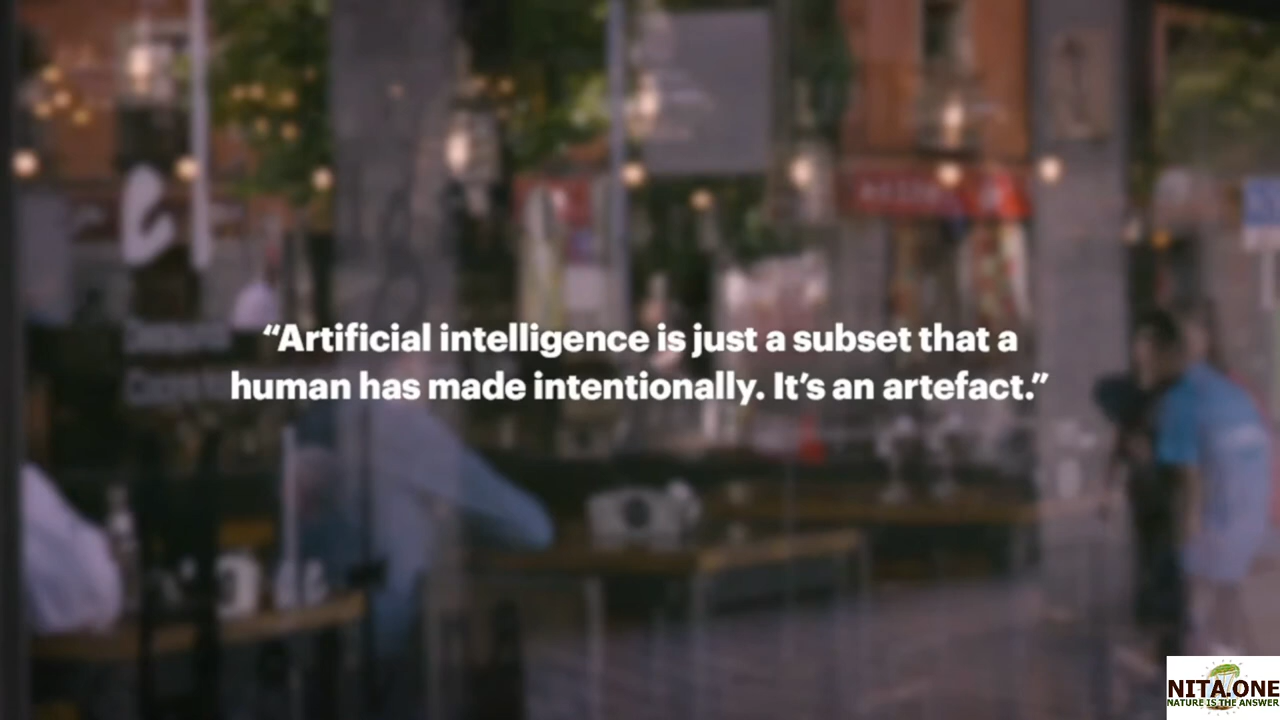 “Artificial intelligence is just a subset that a
human has made intentionally. It’s an artefact.”
NITA.ONE
NATURE IS THE ANSWER